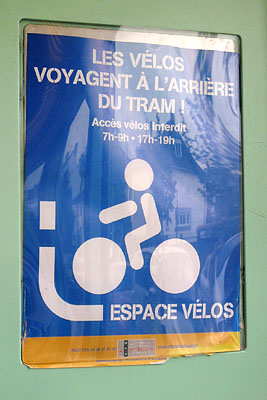 LES VÉLOS
VOYAGENT À L'ARRIÈRE
DU TRAM !
Accès vélos Interdit
7h-9h • 17h-19h
ESPACE VÉLOS